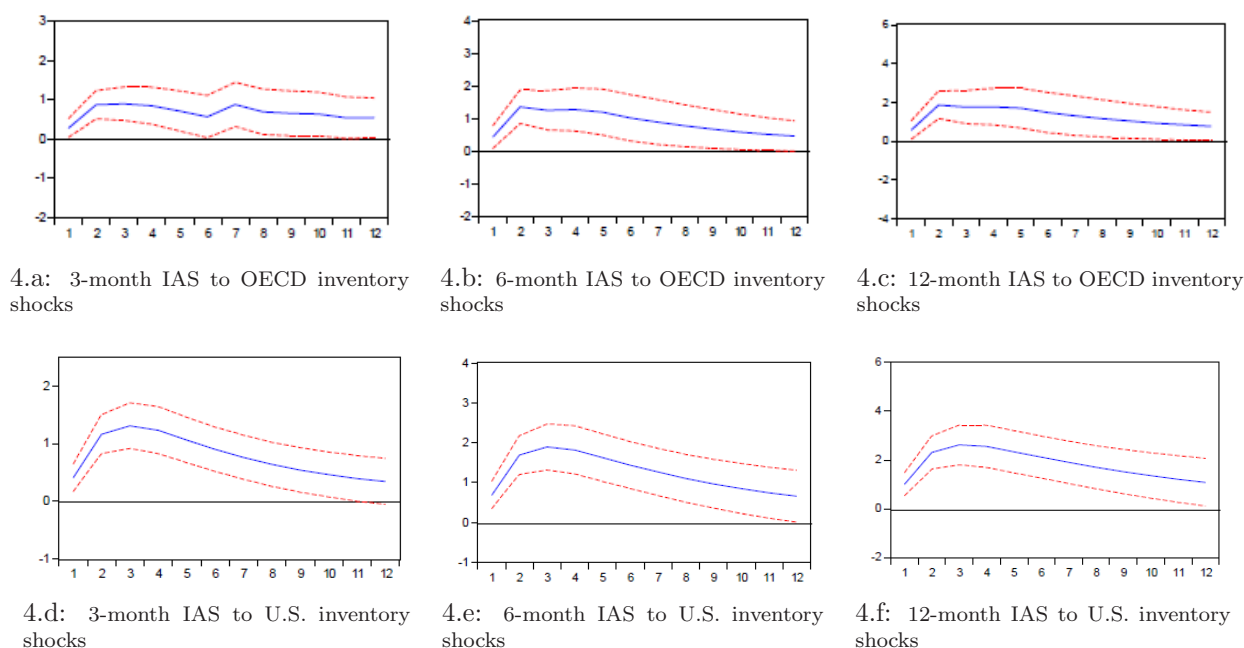 3
2
1
0
-1
-2
1 2 3 4 5 6 7 8 9 10 11 12
4
3
2
1
0
-1
-2
1 2 3 4 5 6 7 8 9 10 11 12
6
4
2
0
-2
-4
1 2 3 4 5 6 7 8 9 10 11 12
4.a: 3-month IAS to OECD inventory
shocks
4.b: 6-month IAS to OECD inventory
shocks
4.c: 12-month IAS to OECD inventory
shocks
2
1
0
-1
1 2 3 4 5 6 7 8 9 10 11 12
4
3
2
1
0
-1
1 2 3 4 5 6 7 8 9 10 11 12
6
4
2
0
-2
1 2 3 4 5 6 7 8 9 10 11 12
4.d: 3-month IAS to U.S. inventory
shocks
4.e: 6-month IAS to U.S. inventory
shocks
4.f: 12-month IAS to U.S. inventory
shocks